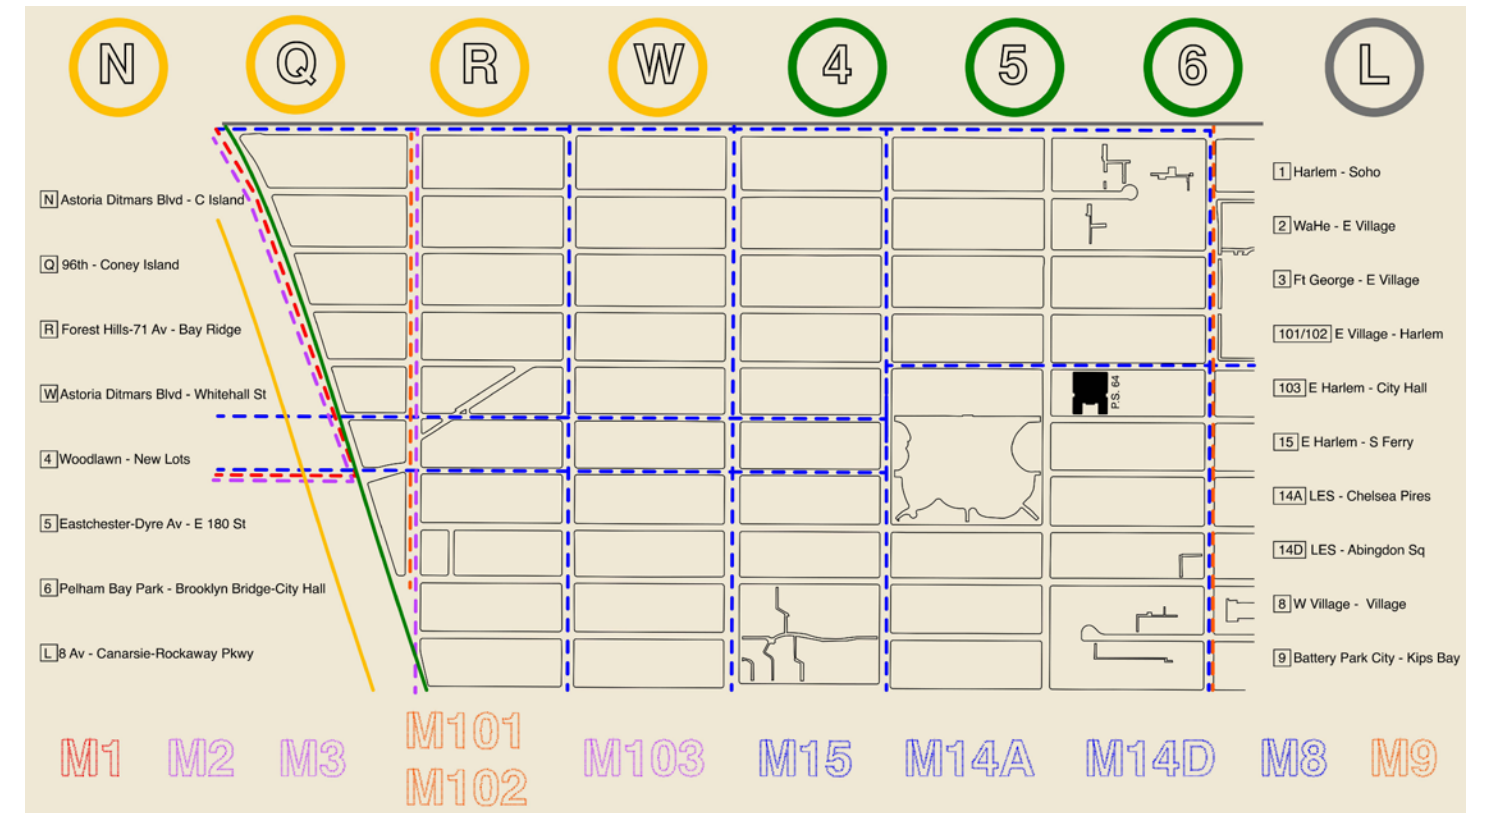 N Q R W 4 5 6 L
N Astoria Ditmars Blvd - C Island
Q 96th - Coney Island
R Forest Hills-71 Av - Bay Ridge
W Astoria Ditmars Blvd - Whitehall St
4 Woodlawn - New Lots
5 Eastchester-Dyre Av - E 180 St
6 Pelham Bay Park - Brooklyn Bridge-City Hall
L 8 Av - Canarsie-Rockaway Pkwy
P.S. 64
1 Harlem - Soho
2 WaHe - E Village
3 Ft George - E Village
101/102 E Village - Harlem
103 E Harlem - City Hall
15 E Harlem - S Ferry
14A LES - Chelsea Pires
14D LES - Abingdon Sq
8 W Village - Village
9 Battery Park City - Kips Bay
M1 M2 M3 M101 M103 M15 M14A M14D M8 M9
M102